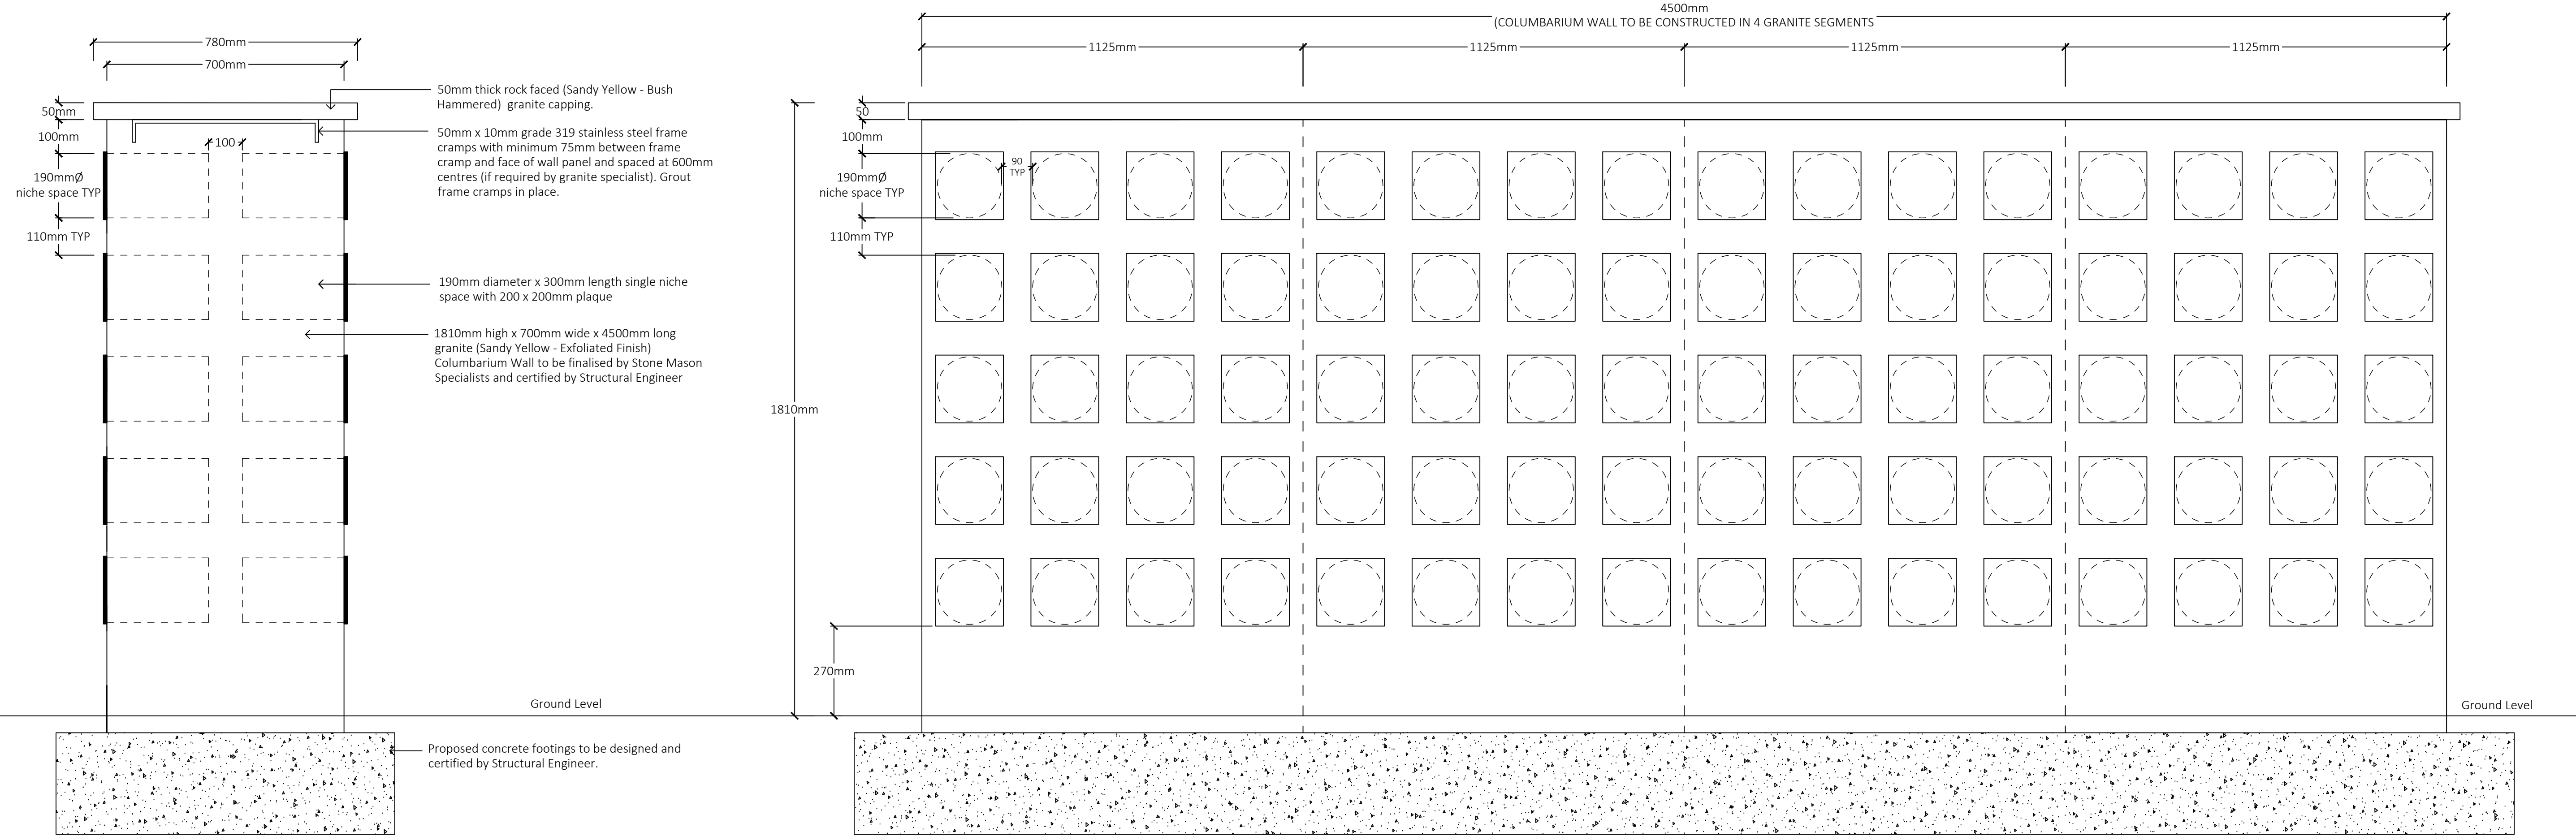 780mm
700mm
50mm
100mm
100
190mmØ
niche space TYP
110mm TYP
50mm thick rock faced (Sandy Yellow - Bush
Hammered)  granite capping.
50mm x 10mm grade 319 stainless steel frame
cramps with minimum 75mm between frame
cramp and face of wall panel and spaced at 600mm
centres (if required by granite specialist). Grout
frame cramps in place.
190mm diameter x 300mm length single niche
space with 200 x 200mm plaque
1810mm high x 700mm wide x 4500mm long
granite (Sandy Yellow - Exfoliated Finish)
Columbarium Wall to be finalised by Stone Mason
Specialists and certified by Structural Engineer
Ground Level
Proposed concrete footings to be designed and
certified by Structural Engineer.
4500mm
(COLUMBARIUM WALL TO BE CONSTRUCTED IN 4 GRANITE SEGMENTS
1125mm
1125mm
1125mm
1125mm
50
100mm
190mmØ
niche space TYP
90
TYP
110mm TYP
1810mm
270mm
Ground Level